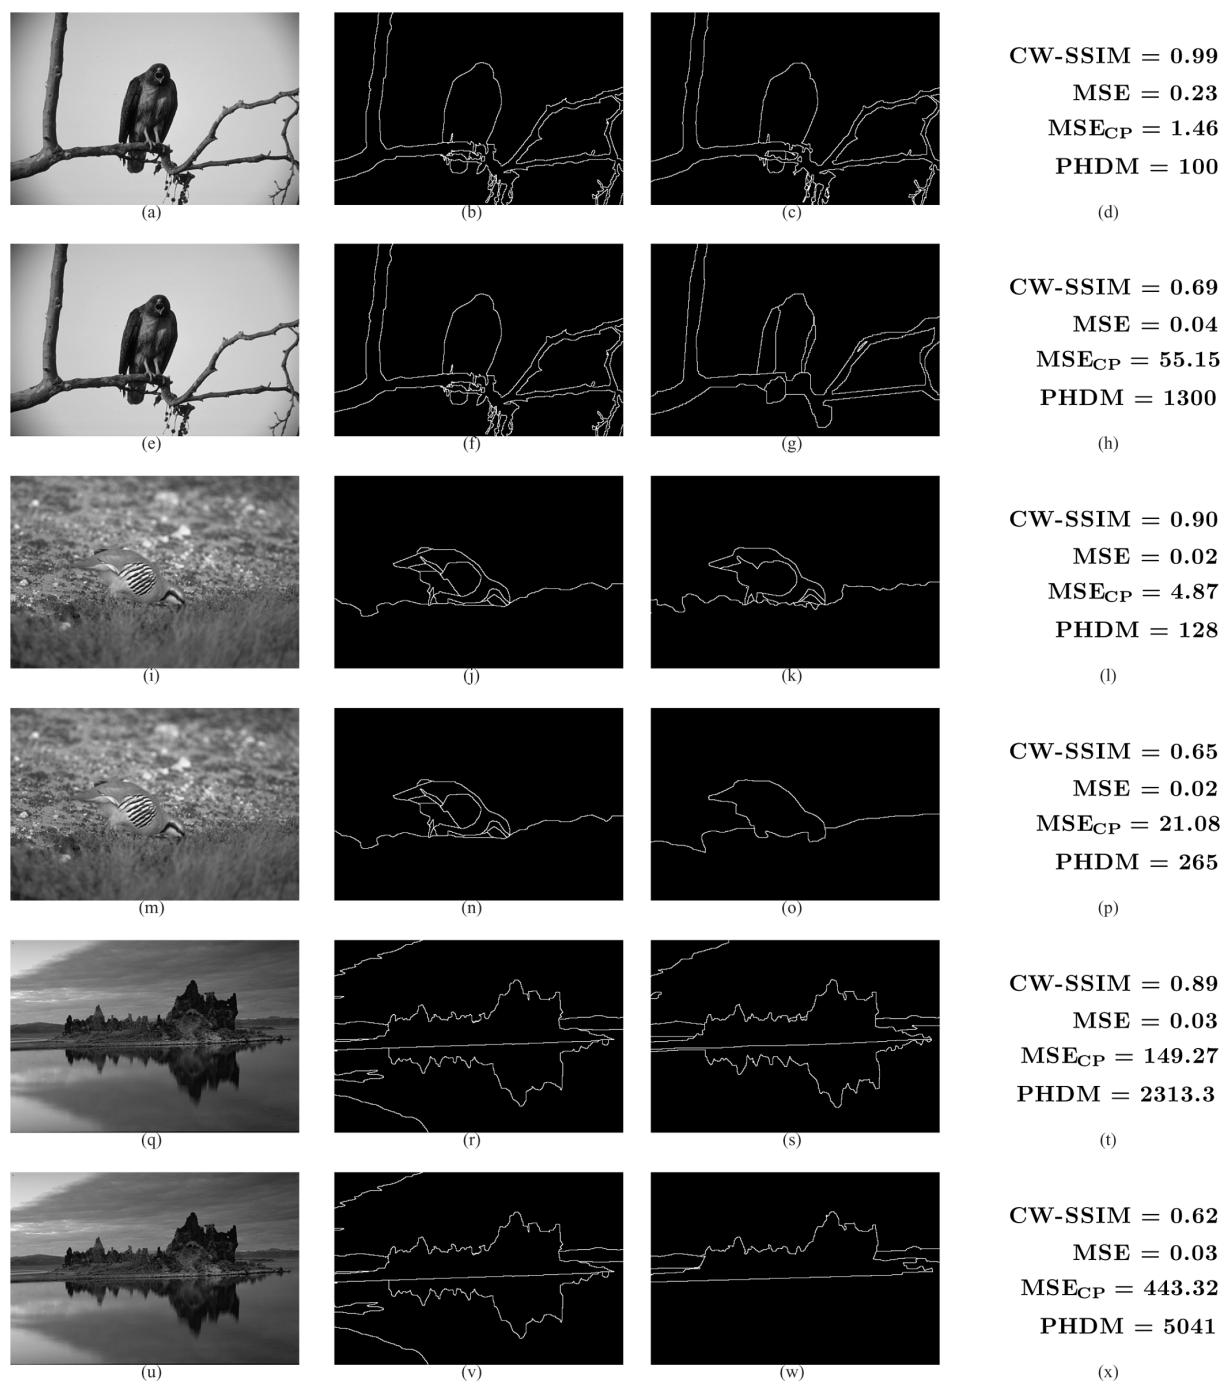 CW-SSIM = 0.99
MSE = 0.23
MSE_CP = 1.46
PHDM = 100
(a) (b) (c) (d)
CW-SSIM = 0.69
MSE = 0.04
MSE_CP = 55.15
PHDM = 1300
(e) (f) (g) (h)
CW-SSIM = 0.90
MSE = 0.02
MSE_CP = 4.87
PHDM = 128
(i) (j) (k) (l)
CW-SSIM = 0.65
MSE = 0.02
MSE_CP = 21.08
PHDM = 265
(m) (n) (o) (p)
CW-SSIM = 0.89
MSE = 0.03
MSE_CP = 149.27
PHDM = 2313.3
(q) (r) (s) (t)
CW-SSIM = 0.62
MSE = 0.03
MSE_CP = 443.32
PHDM = 5041
(u) (v) (w) (x)